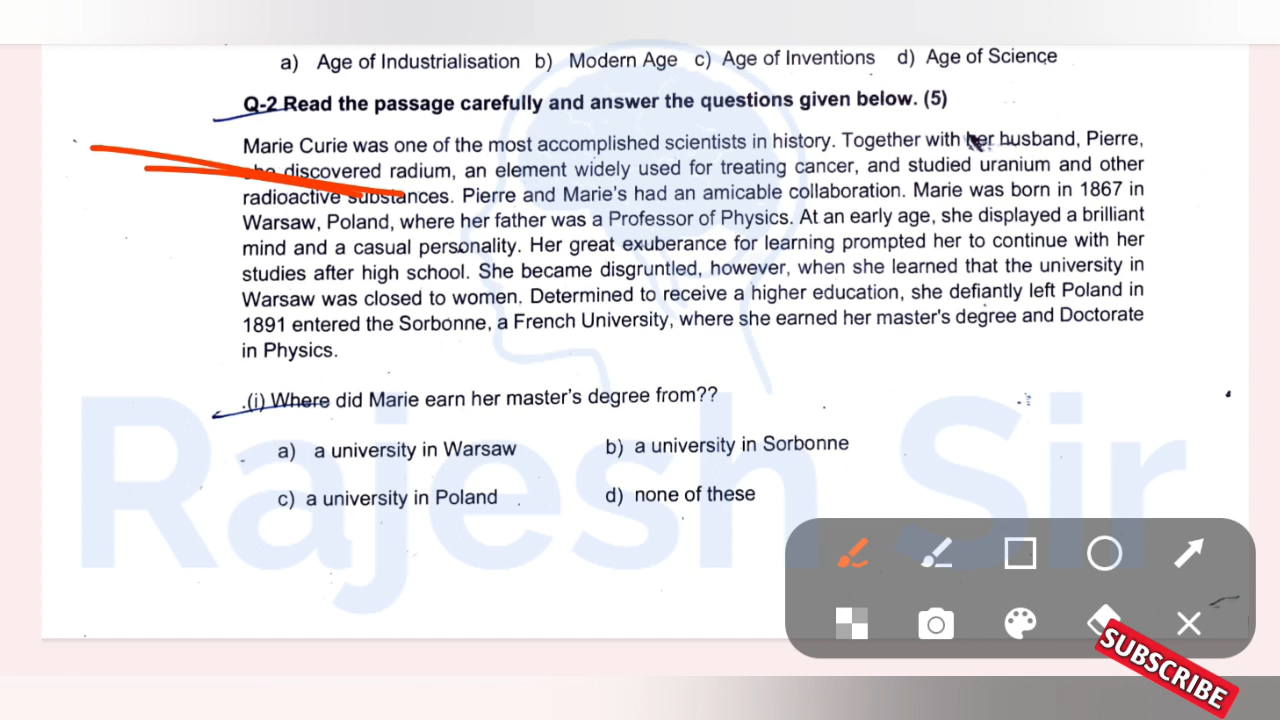 a) Age of Industrialisation b) Modern Age c) Age of Inventions d) Age of Science
Q-2 Read the passage carefully and answer the questions given below. (5)
Marie Curie was one of the most accomplished scientists in history. Together with her husband, Pierre,
she discovered radium, an element widely used for treating cancer, and studied uranium and other
radioactive substances. Pierre and Marie's had an amicable collaboration. Marie was born in 1867 in
Warsaw, Poland, where her father was a Professor of Physics. At an early age, she displayed a brilliant
mind and a casual personality. Her great exuberance for learning prompted her to continue with her
studies after high school. She became disgruntled, however, when she learned that the university in
Warsaw was closed to women. Determined to receive a higher education, she defiantly left Poland in
1891 entered the Sorbonne, a French University, where she earned her master's degree and Doctorate
in Physics.
.(i) Where did Marie earn her master's degree from??
a) a university in Warsaw b) a university in Sorbonne
c) a university in Poland d) none of these
Rajesh Sir
SUBSCRIBE